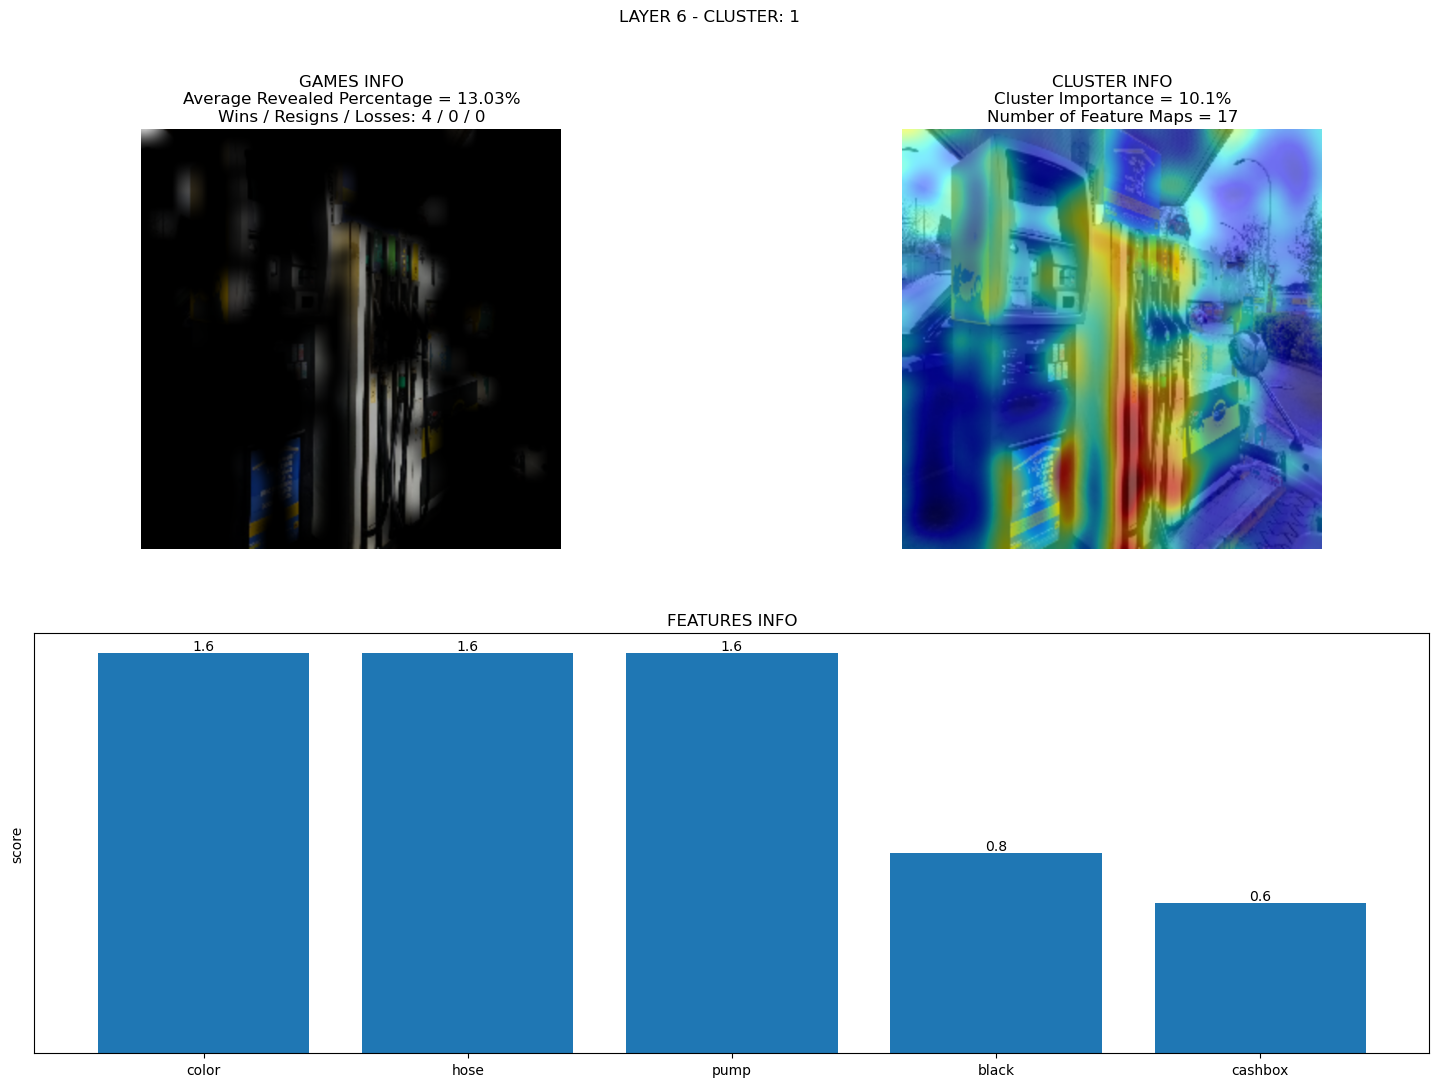 LAYER 6 - CLUSTER: 1
GAMES INFO
Average Revealed Percentage = 13.03%
Wins / Resigns / Losses: 4 / 0 / 0
CLUSTER INFO
Cluster Importance = 10.1%
Number of Feature Maps = 17
FEATURES INFO
score
1.6
1.6
1.6
0.8
0.6
color
hose
pump
black
cashbox